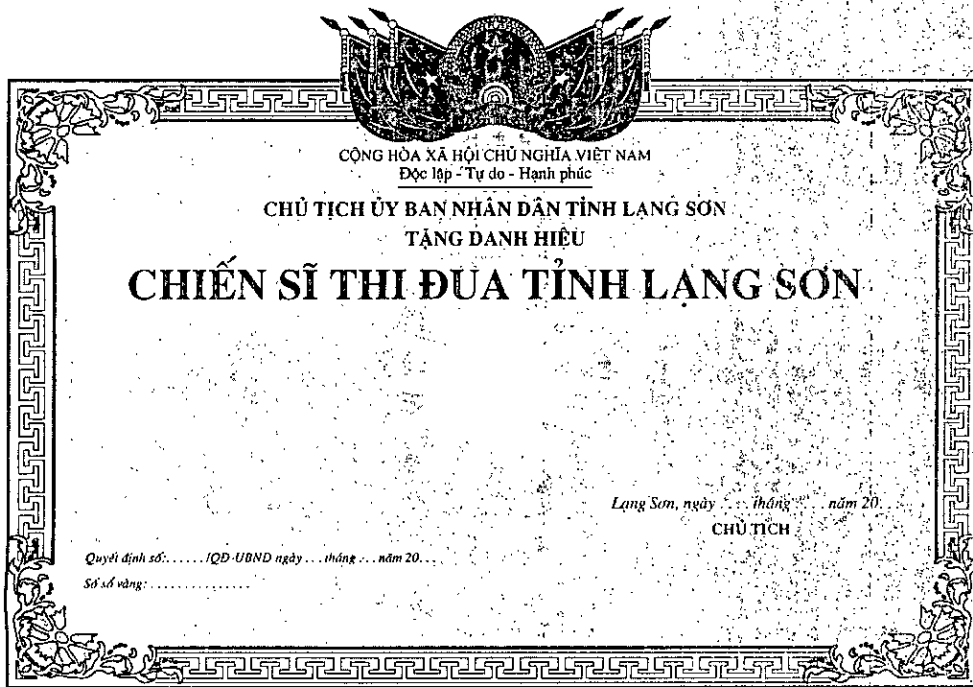 CỘNG HÒA XÃ HỘI CHỦ NGHĨA VIỆT NAM
Độc lập - Tự do - Hạnh phúc
CHỦ TỊCH ỦY BAN NHÂN DÂN TỈNH LẠNG SƠN
TẶNG DANH HIỆU
CHIẾN SĨ THI ĐUA TỈNH LẠNG SƠN
Lạng Sơn, ngày .... tháng .... năm 20...
CHỦ TỊCH
Quyết định số:....../QĐ-UBND ngày ... tháng ... năm 20...
Số sổ vàng:..................